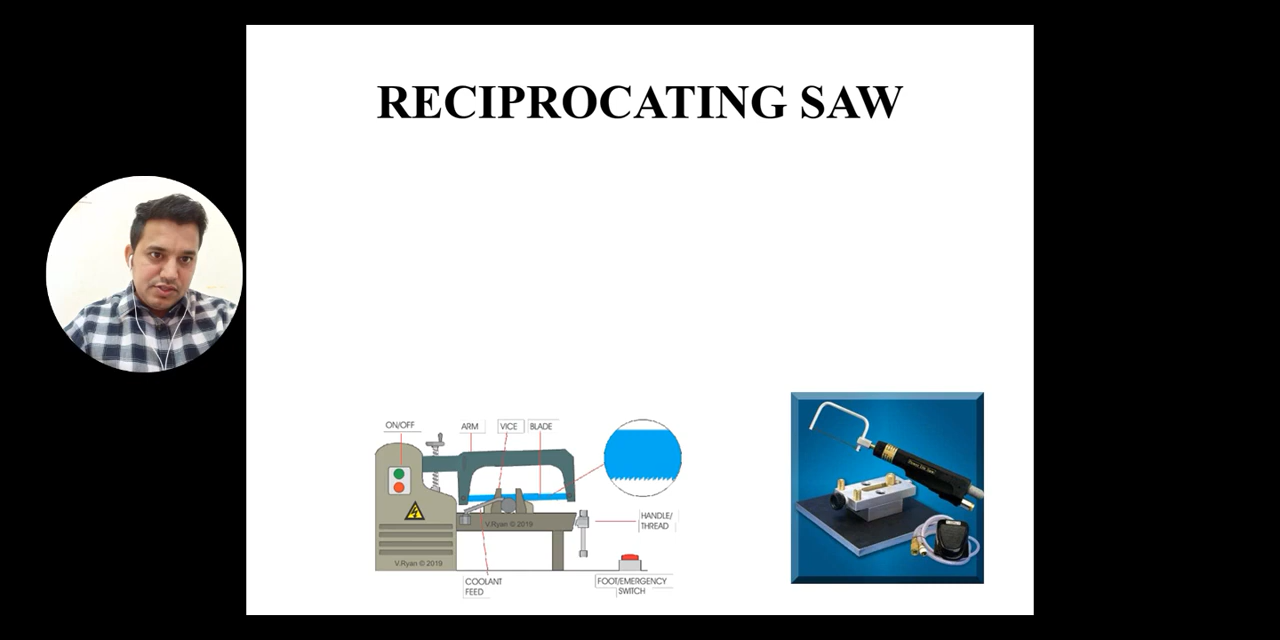 RECIPROCATING SAW
ON/OFF
ARM
VICE
BLADE
HANDLE/
THREAD
V.Ryan © 2019
V.Ryan © 2019
COOLANT
FEED
FOOT/EMERGENCY
SWITCH